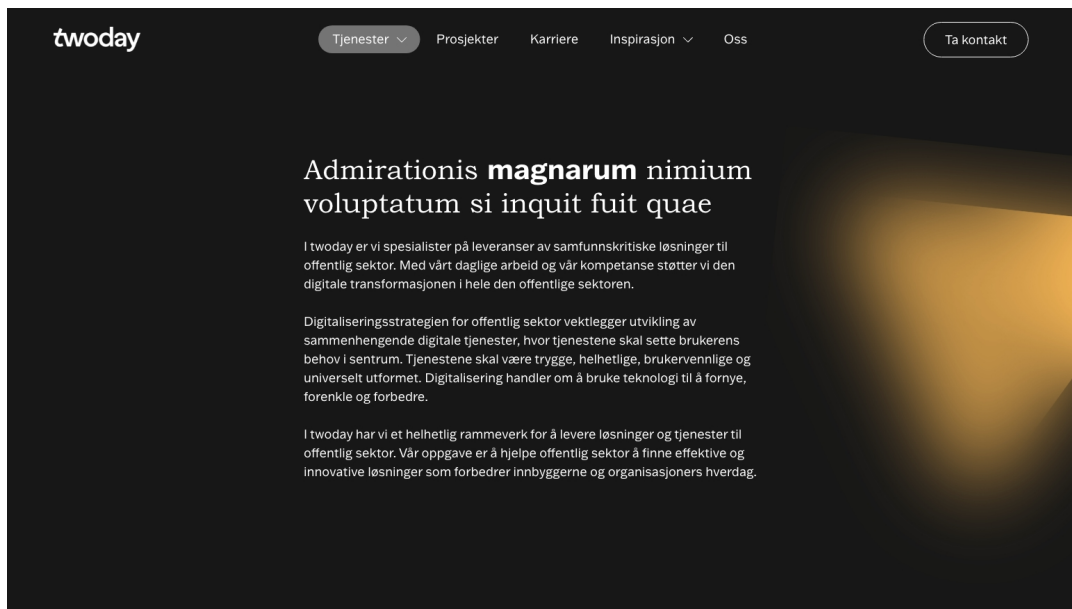 twoday
Tjenester
Prosjekter
Karriere
Inspirasjon
Oss
Ta kontakt
Admirationis magnarum nimium
voluptatum si inquit fuit quae
I twoday er vi spesialister på leveranser av samfunnskritiske løsninger til
offentlig sektor. Med vårt daglige arbeid og vår kompetanse støtter vi den
digitale transformasjonen i hele den offentlige sektoren.
Digitaliseringsstrategien for offentlig sektor vektlegger utvikling av
sammenhengende digitale tjenester, hvor tjenestene skal sette brukerens
behov i sentrum. Tjenestene skal være trygge, helhetlige, brukervennlige og
universelt utformet. Digitalisering handler om å bruke teknologi til å fornye,
forenkle og forbedre.
I twoday har vi et helhetlig rammeverk for å levere løsninger og tjenester til
offentlig sektor. Vår oppgave er å hjelpe offentlig sektor å finne effektive og
innovative løsninger som forbedrer innbyggerne og organisasjoners hverdag.